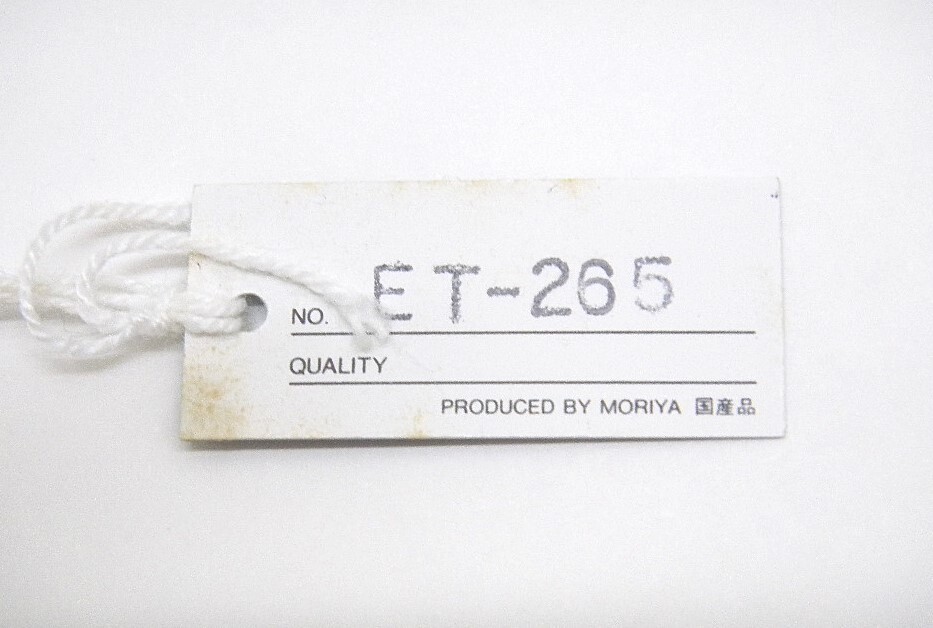 NO. ET-265
QUALITY
PRODUCED BY MORIYA 国産品